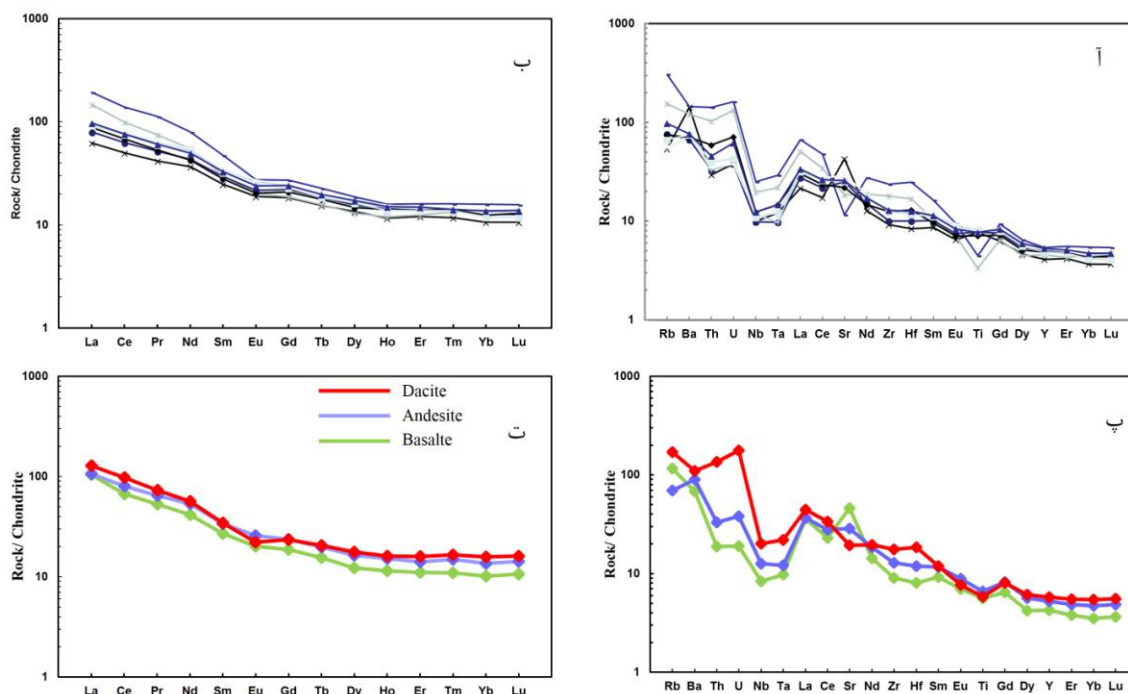 1000
100
10
1
Rock/ Chondrite
ب
La Ce Pr Nd Sm Eu Gd Tb Dy Ho Er Tm Yb Lu
1000
100
10
1
Rock/ Chondrite
آ
Rb Ba Th U Nb Ta La Ce Sr Nd Zr Hf Sm Eu Ti Gd Dy Y Er Yb Lu
1000
100
10
1
Rock/ Chondrite
Dacite
Andesite
Basalte
ت
La Ce Pr Nd Sm Eu Gd Tb Dy Ho Er Tm Yb Lu
1000
100
10
1
Rock/ Chondrite
پ
Rb Ba Th U Nb Ta La Ce Sr Nd Zr Hf Sm Eu Ti Gd Dy Y Er Yb Lu